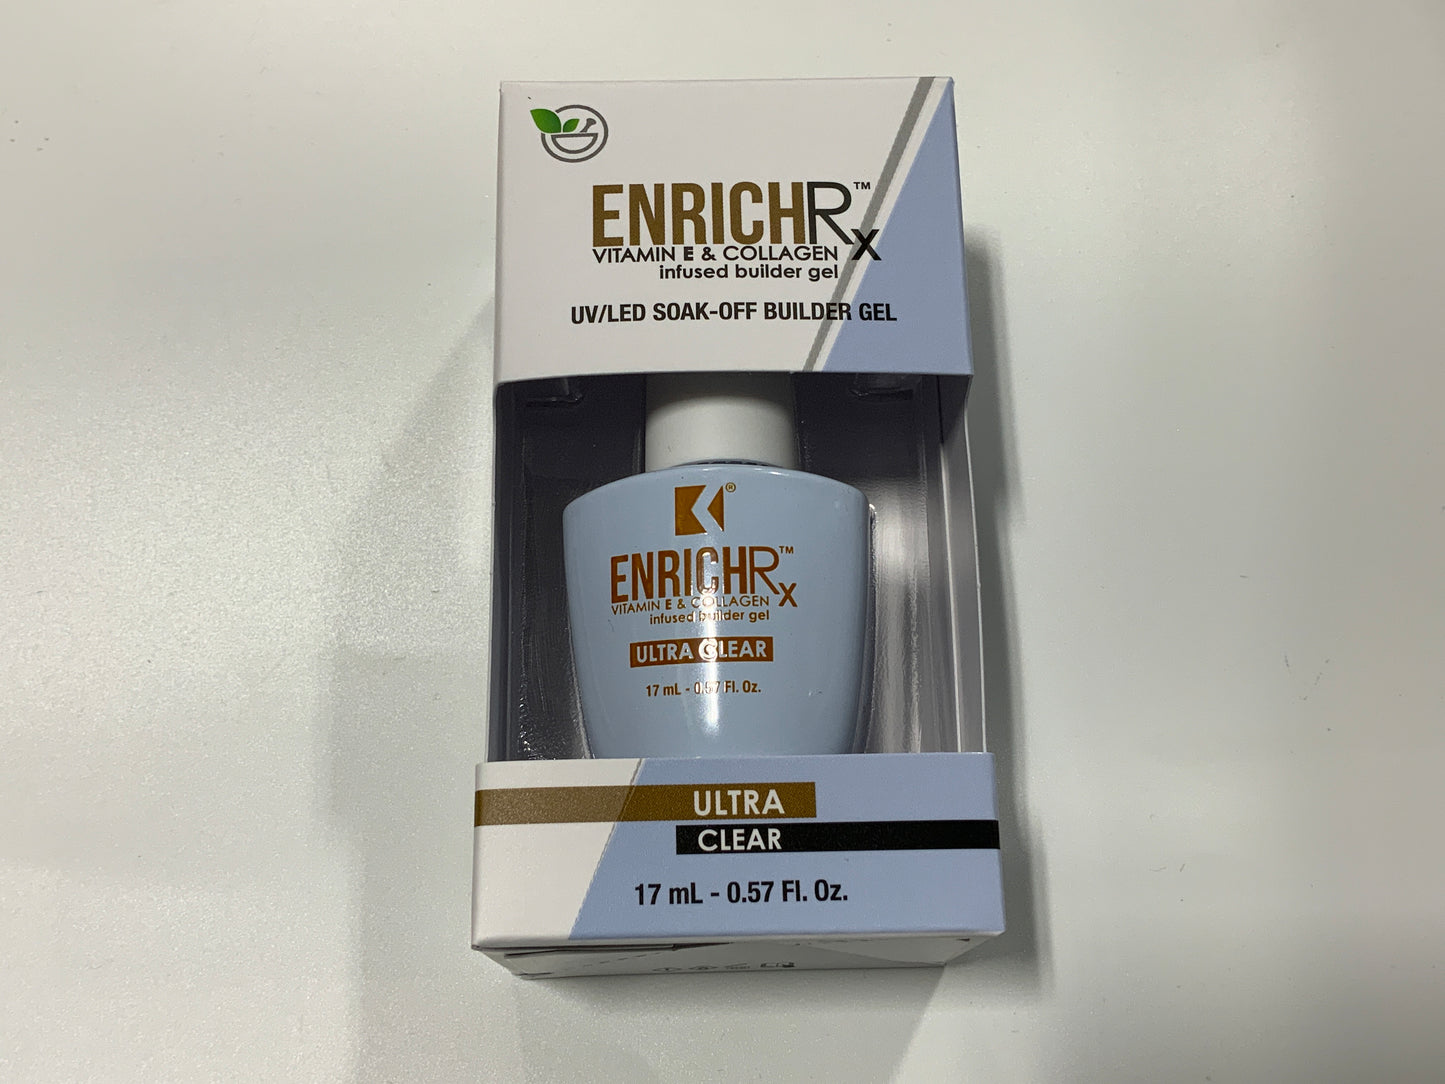 ENRICHRx™
VITAMIN E & COLLAGEN
infused builder gel
UV/LED SOAK-OFF BUILDER GEL
K®
ENRICHRx™
VITAMIN E & COLLAGEN
infused builder gel
ULTRA CLEAR
17 mL - 0.57 Fl. Oz.
ULTRA
CLEAR
17 mL - 0.57 Fl. Oz.